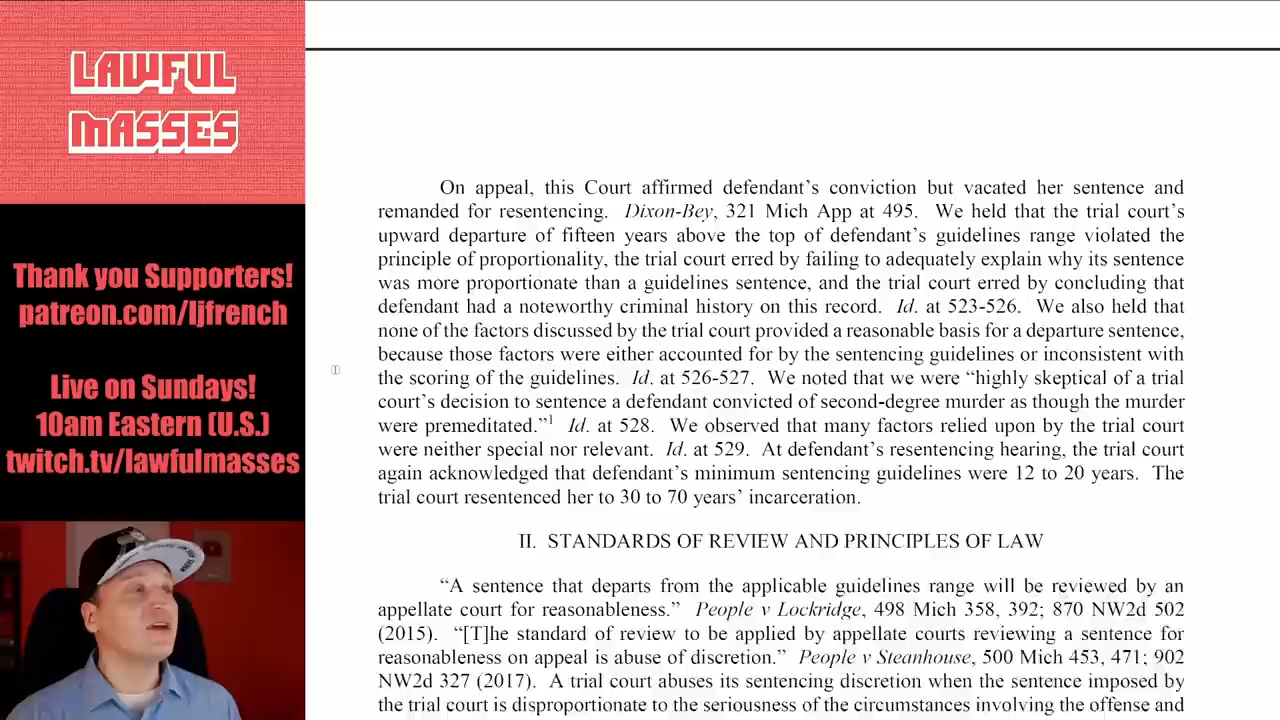 LAWFUL
MASSES
Thank you Supporters!
patreon.com/ljfrench
Live on Sundays!
10am Eastern (U.S.)
twitch.tv/lawfulmasses
On appeal, this Court affirmed defendant’s conviction but vacated her sentence and
remanded for resentencing. Dixon-Bey, 321 Mich App at 495. We held that the trial court’s
upward departure of fifteen years above the top of defendant’s guidelines range violated the
principle of proportionality, the trial court erred by failing to adequately explain why its sentence
was more proportionate than a guidelines sentence, and the trial court erred by concluding that
defendant had a noteworthy criminal history on this record. Id. at 523-526. We also held that
none of the factors discussed by the trial court provided a reasonable basis for a departure sentence,
because those factors were either accounted for by the sentencing guidelines or inconsistent with
the scoring of the guidelines. Id. at 526-527. We noted that we were “highly skeptical of a trial
court’s decision to sentence a defendant convicted of second-degree murder as though the murder
were premeditated.”1 Id. at 528. We observed that many factors relied upon by the trial court
were neither special nor relevant. Id. at 529. At defendant’s resentencing hearing, the trial court
again acknowledged that defendant’s minimum sentencing guidelines were 12 to 20 years. The
trial court resentenced her to 30 to 70 years’ incarceration.
II. STANDARDS OF REVIEW AND PRINCIPLES OF LAW
“A sentence that departs from the applicable guidelines range will be reviewed by an
appellate court for reasonableness.” People v Lockridge, 498 Mich 358, 392; 870 NW2d 502
(2015). “[T]he standard of review to be applied by appellate courts reviewing a sentence for
reasonableness on appeal is abuse of discretion.” People v Steanhouse, 500 Mich 453, 471; 902
NW2d 327 (2017). A trial court abuses its sentencing discretion when the sentence imposed by
the trial court is disproportionate to the seriousness of the circumstances involving the offense and